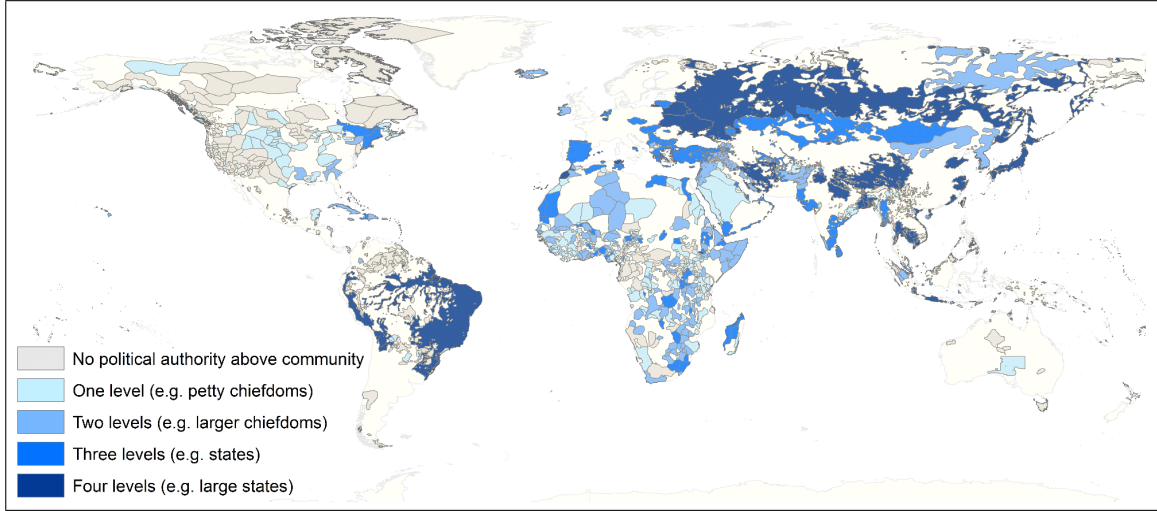 No political authority above community
One level (e.g. petty chiefdoms)
Two levels (e.g. larger chiefdoms)
Three levels (e.g. states)
Four levels (e.g. large states)